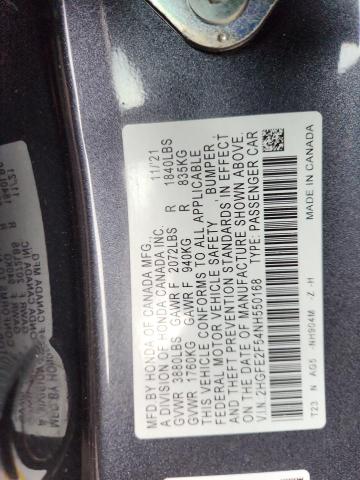 MFD. BY HONDA OF CANADA MFG., 11/21
A DIVISION OF HONDA CANADA INC.
GVWR 3880LBS GAWR F 2072LBS R 1840LBS
GVWR 1760KG GAWR F 940KG R 835KG
THIS VEHICLE CONFORMS TO ALL APPLICABLE
FEDERAL MOTOR VEHICLE SAFETY , BUMPER ,
AND THEFT PREVENTION STANDARDS IN EFFECT
ON THE DATE OF MANUFACTURE SHOWN ABOVE.
V.I.N. 2HGFE2F54NH550168 TYPE: PASSENGER CAR
T23 N AG5 -NH904M -Z -H MADE IN CANADA